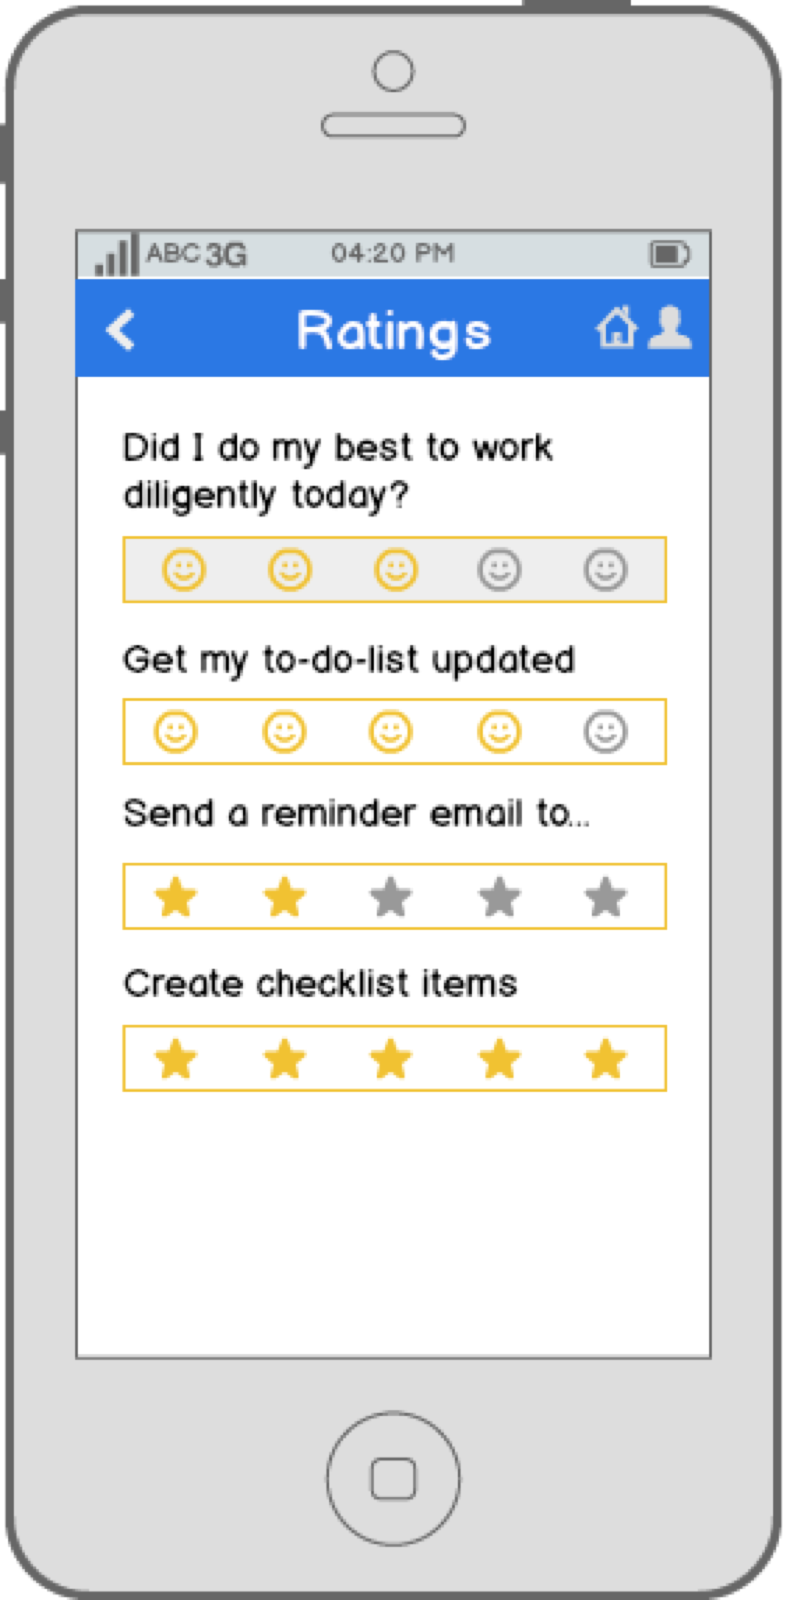 ABC 3G 04:20 PM
Ratings
Did I do my best to work
diligently today?
Get my to-do-list updated
Send a reminder email to...
Create checklist items